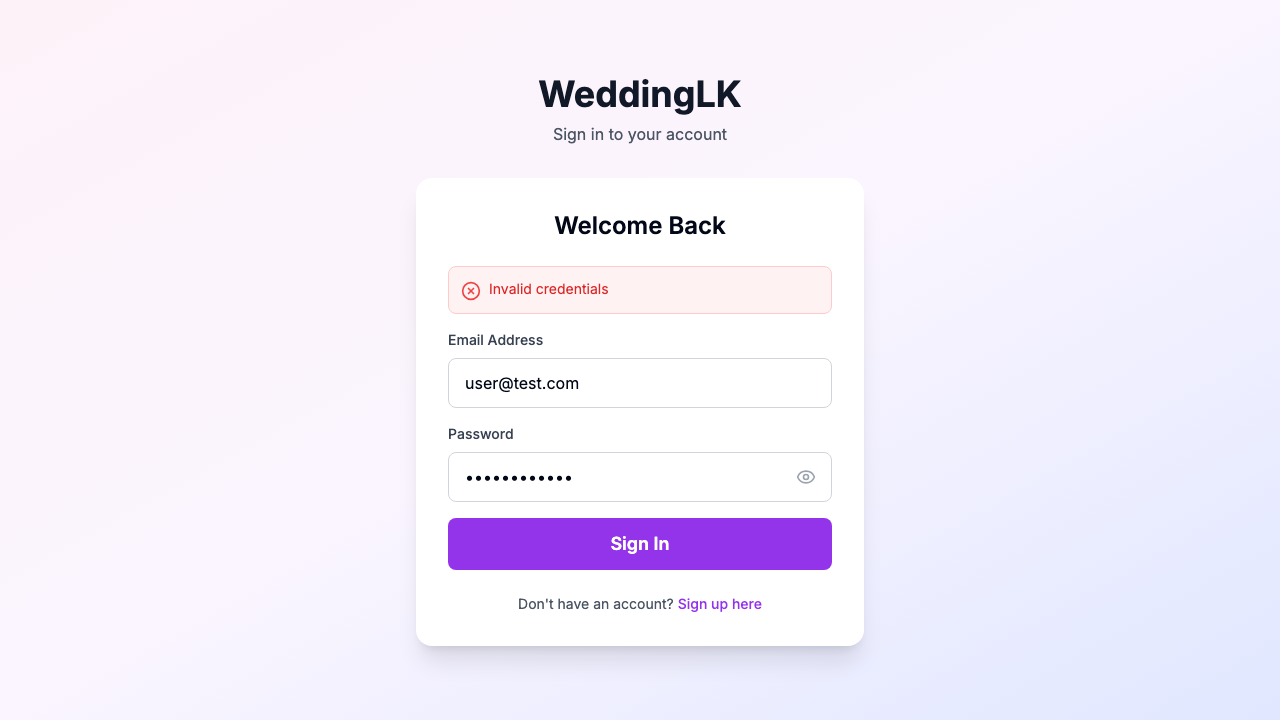 WeddingLK
Sign in to your account
Welcome Back
Invalid credentials
Email Address
user@test.com
Password
••••••••••••
Sign In
Don't have an account? Sign up here